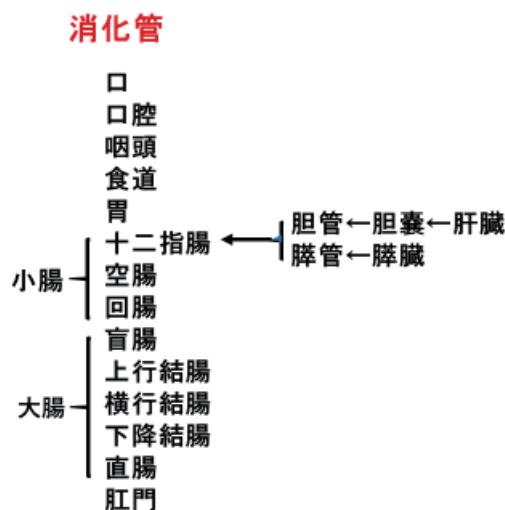 消化管
口
口腔
咽頭
食道
胃
十二指腸
胆管←胆嚢←肝臓
膵管←膵臓
小腸
空腸
回腸
盲腸
上行結腸
大腸
横行結腸
下降結腸
直腸
肛門